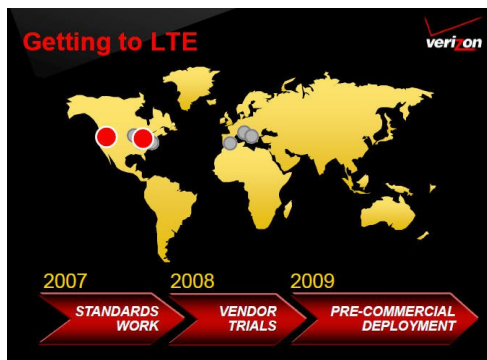 Getting to LTE
verizon
2007
2008
2009
STANDARDS
WORK
VENDOR
TRIALS
PRE-COMMERCIAL
DEPLOYMENT